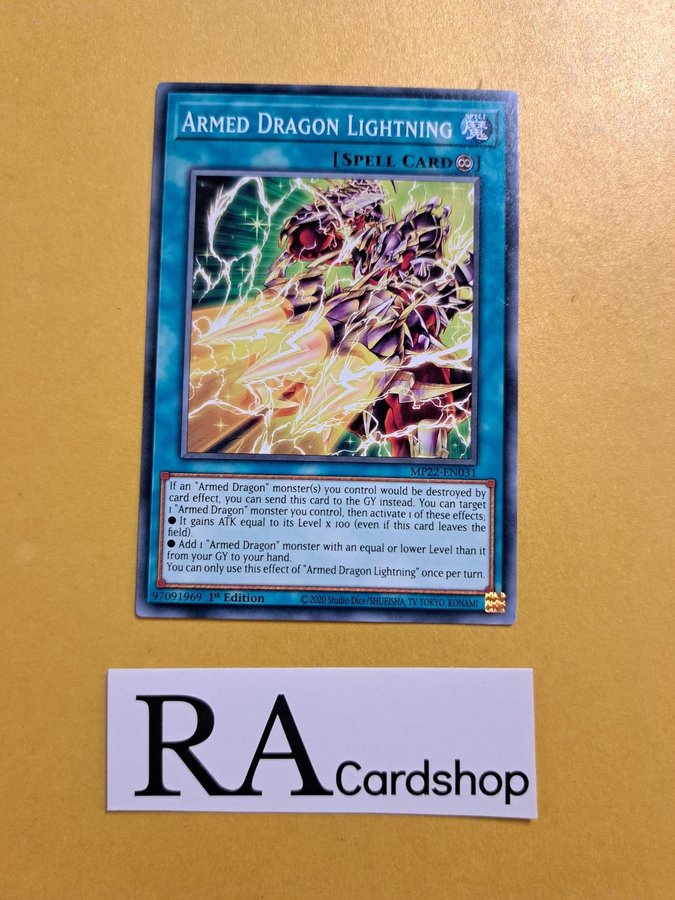 ARMED DRAGON LIGHTNING
SPELL
魔
[SPELL CARD ]
MP22-EN031
If an "Armed Dragon" monster(s) you control would be destroyed by
card effect, you can send this card to the GY instead. You can target
1 "Armed Dragon" monster you control, then activate 1 of these effects;
● It gains ATK equal to its Level x 100 (even if this card leaves the
field).
● Add 1 "Armed Dragon" monster with an equal or lower Level than it
from your GY to your hand.
You can only use this effect of "Armed Dragon Lightning" once per turn.
97091969 1st Edition ©2020 Studio Dice/SHUEISHA, TV TOKYO, KONAMI
RA Cardshop